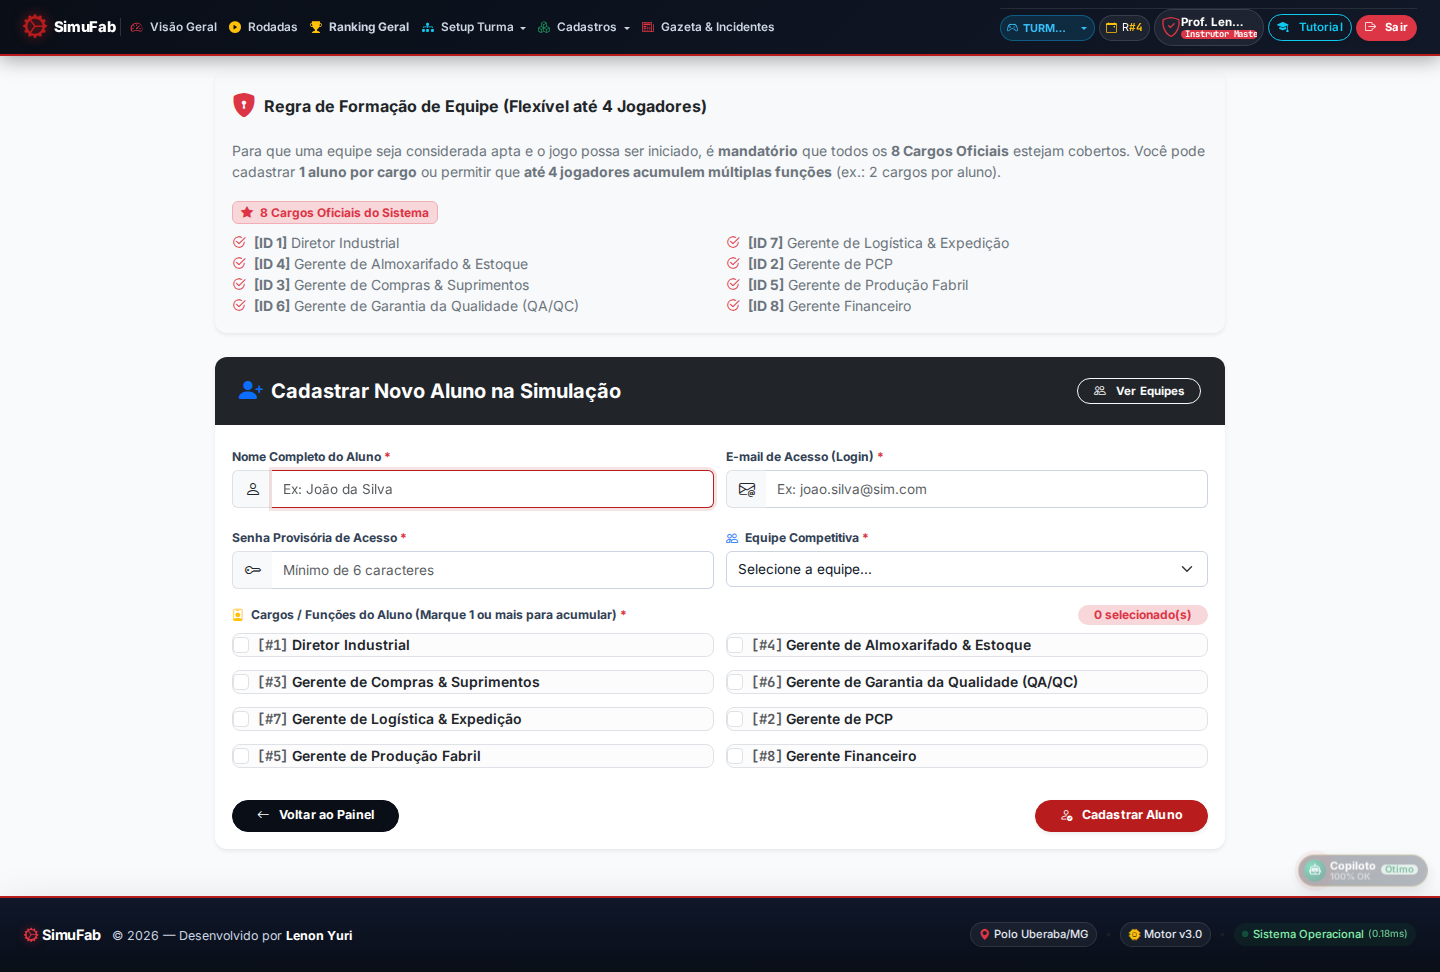 SimuFab
Visão Geral
Rodadas
Ranking Geral
Setup Turma
Cadastros
Gazeta & Incidentes
TURM...
R#4
Prof. Len...
Instrutor Maste
Tutorial
Sair
Regra de Formação de Equipe (Flexível até 4 Jogadores)
Para que uma equipe seja considerada apta e o jogo possa ser iniciado, é mandatório que todos os 8 Cargos Oficiais estejam cobertos. Você pode
cadastrar 1 aluno por cargo ou permitir que até 4 jogadores acumulem múltiplas funções (ex.: 2 cargos por aluno).
8 Cargos Oficiais do Sistema
[ID 1] Diretor Industrial
[ID 7] Gerente de Logística & Expedição
[ID 4] Gerente de Almoxarifado & Estoque
[ID 2] Gerente de PCP
[ID 3] Gerente de Compras & Suprimentos
[ID 5] Gerente de Produção Fabril
[ID 6] Gerente de Garantia da Qualidade (QA/QC)
[ID 8] Gerente Financeiro
Cadastrar Novo Aluno na Simulação
Ver Equipes
Nome Completo do Aluno *
E-mail de Acesso (Login) *
Ex: João da Silva
Ex: joao.silva@sim.com
Senha Provisória de Acesso *
Equipe Competitiva *
Mínimo de 6 caracteres
Selecione a equipe...
Cargos / Funções do Aluno (Marque 1 ou mais para acumular) *
0 selecionado(s)
[#1] Diretor Industrial
[#4] Gerente de Almoxarifado & Estoque
[#3] Gerente de Compras & Suprimentos
[#6] Gerente de Garantia da Qualidade (QA/QC)
[#7] Gerente de Logística & Expedição
[#2] Gerente de PCP
[#5] Gerente de Produção Fabril
[#8] Gerente Financeiro
Voltar ao Painel
Cadastrar Aluno
Copiloto
100% OK
Ótimo
SimuFab
© 2026 — Desenvolvido por Lenon Yuri
Polo Uberaba/MG
Motor v3.0
Sistema Operacional (0.18ms)